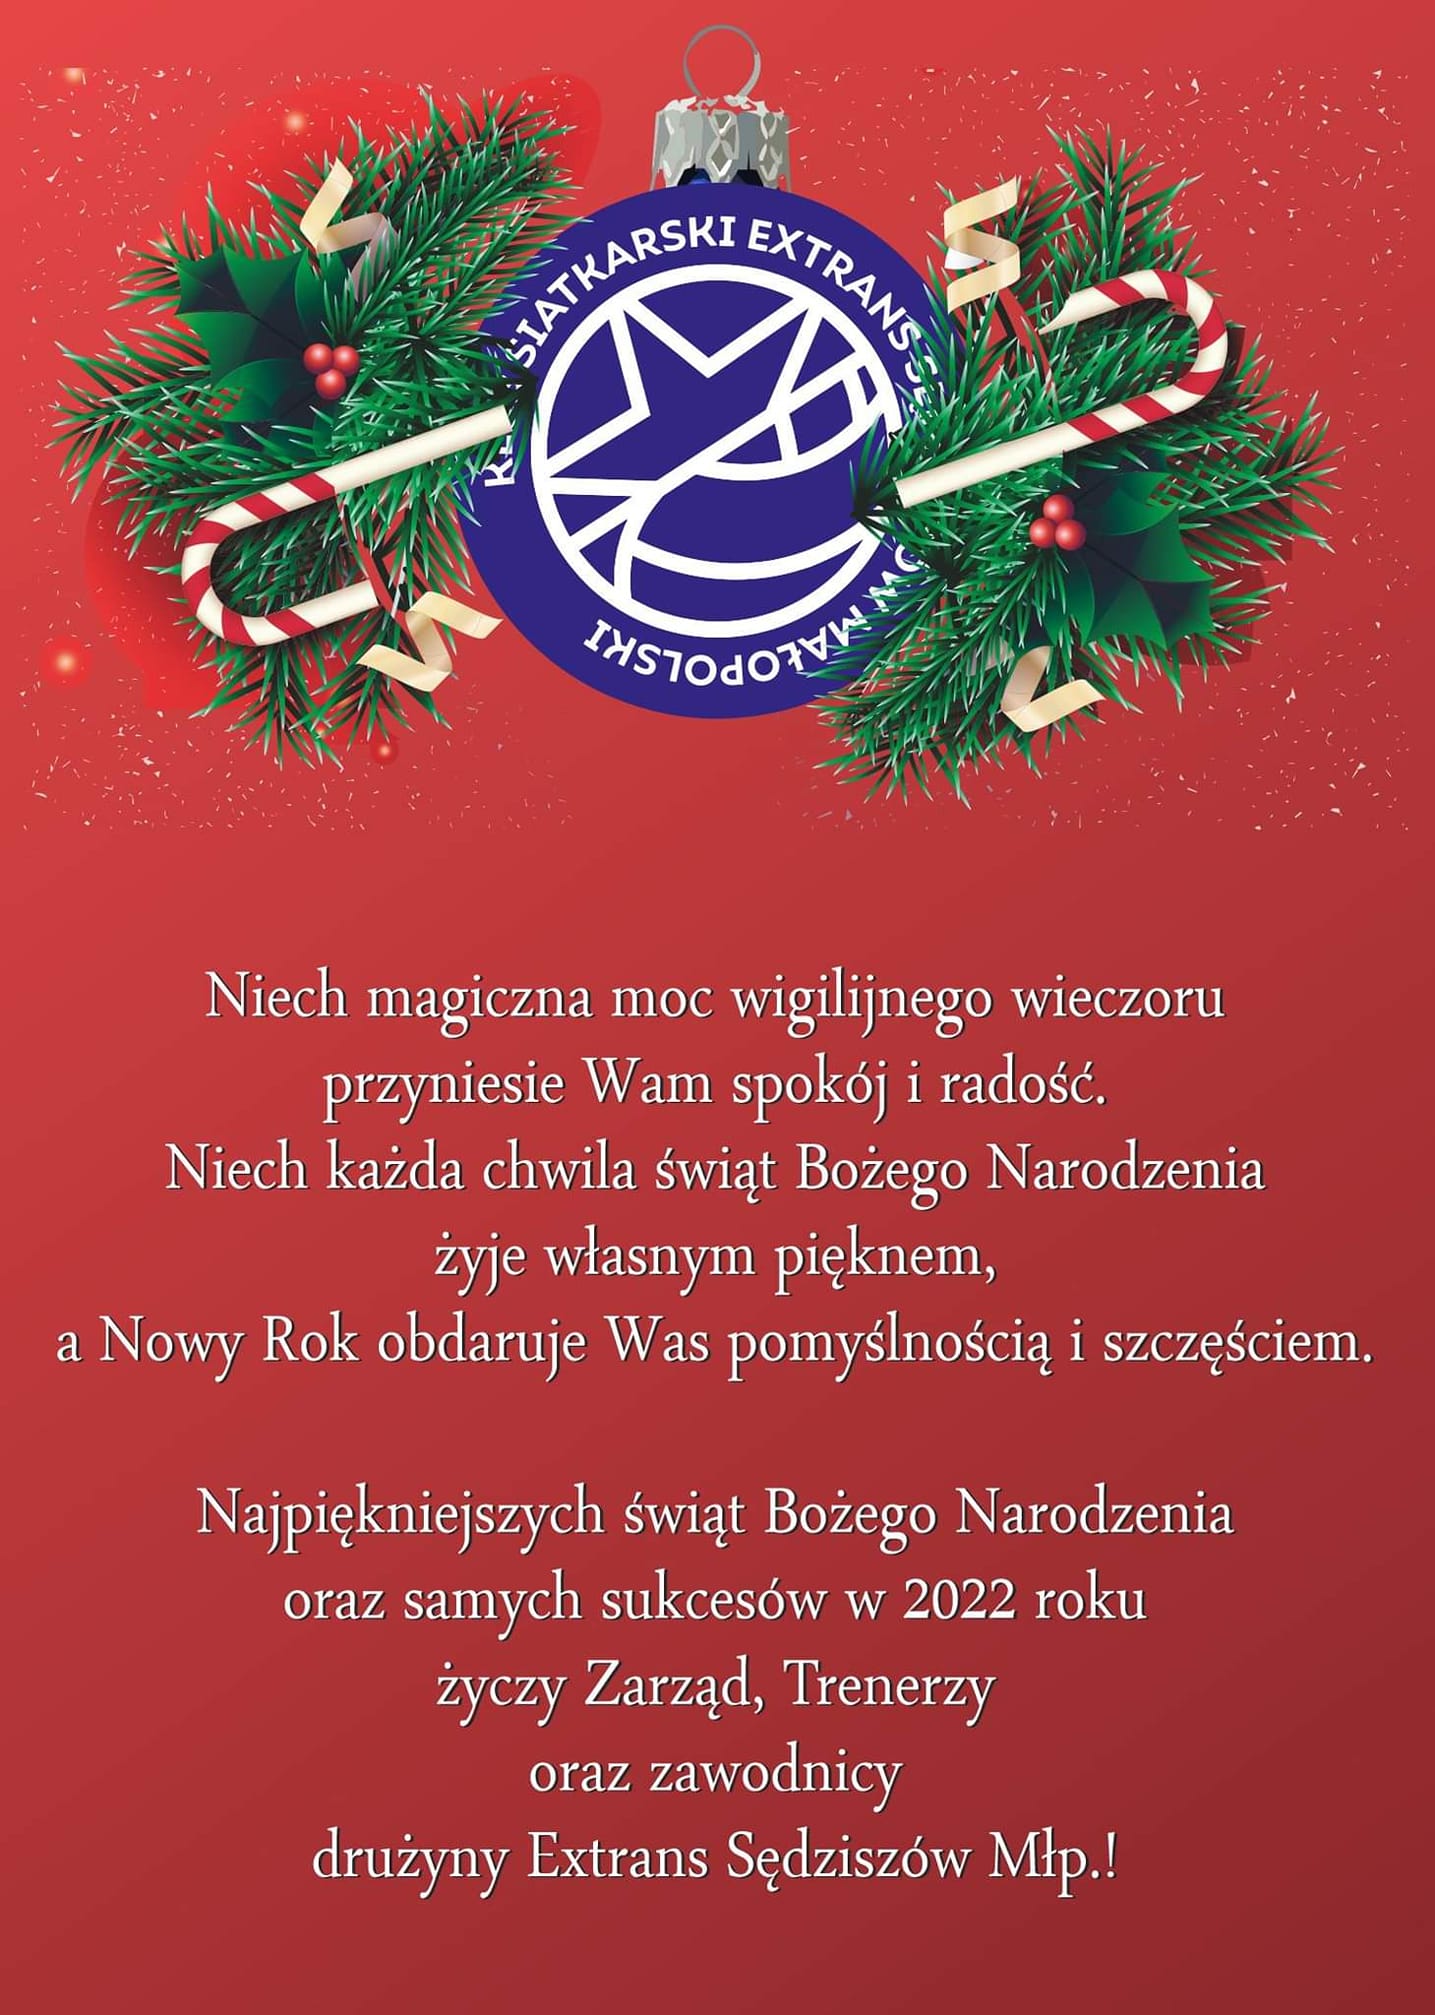 SIATKARSKI EXTRANS
MAŁOPOLSKI
Niech magiczna moc wigilijnego wieczoru
przyniesie Wam spokój i radość.
Niech każda chwila świąt Bożego Narodzenia
żyje własnym pięknem,
a Nowy Rok obdaruje Was pomyślnością i szczęściem.
Najpiękniejszych świąt Bożego Narodzenia
oraz samych sukcesów w 2022 roku
życzy Zarząd, Trenerzy
oraz zawodnicy
drużyny Extrans Sędziszów Młp.!